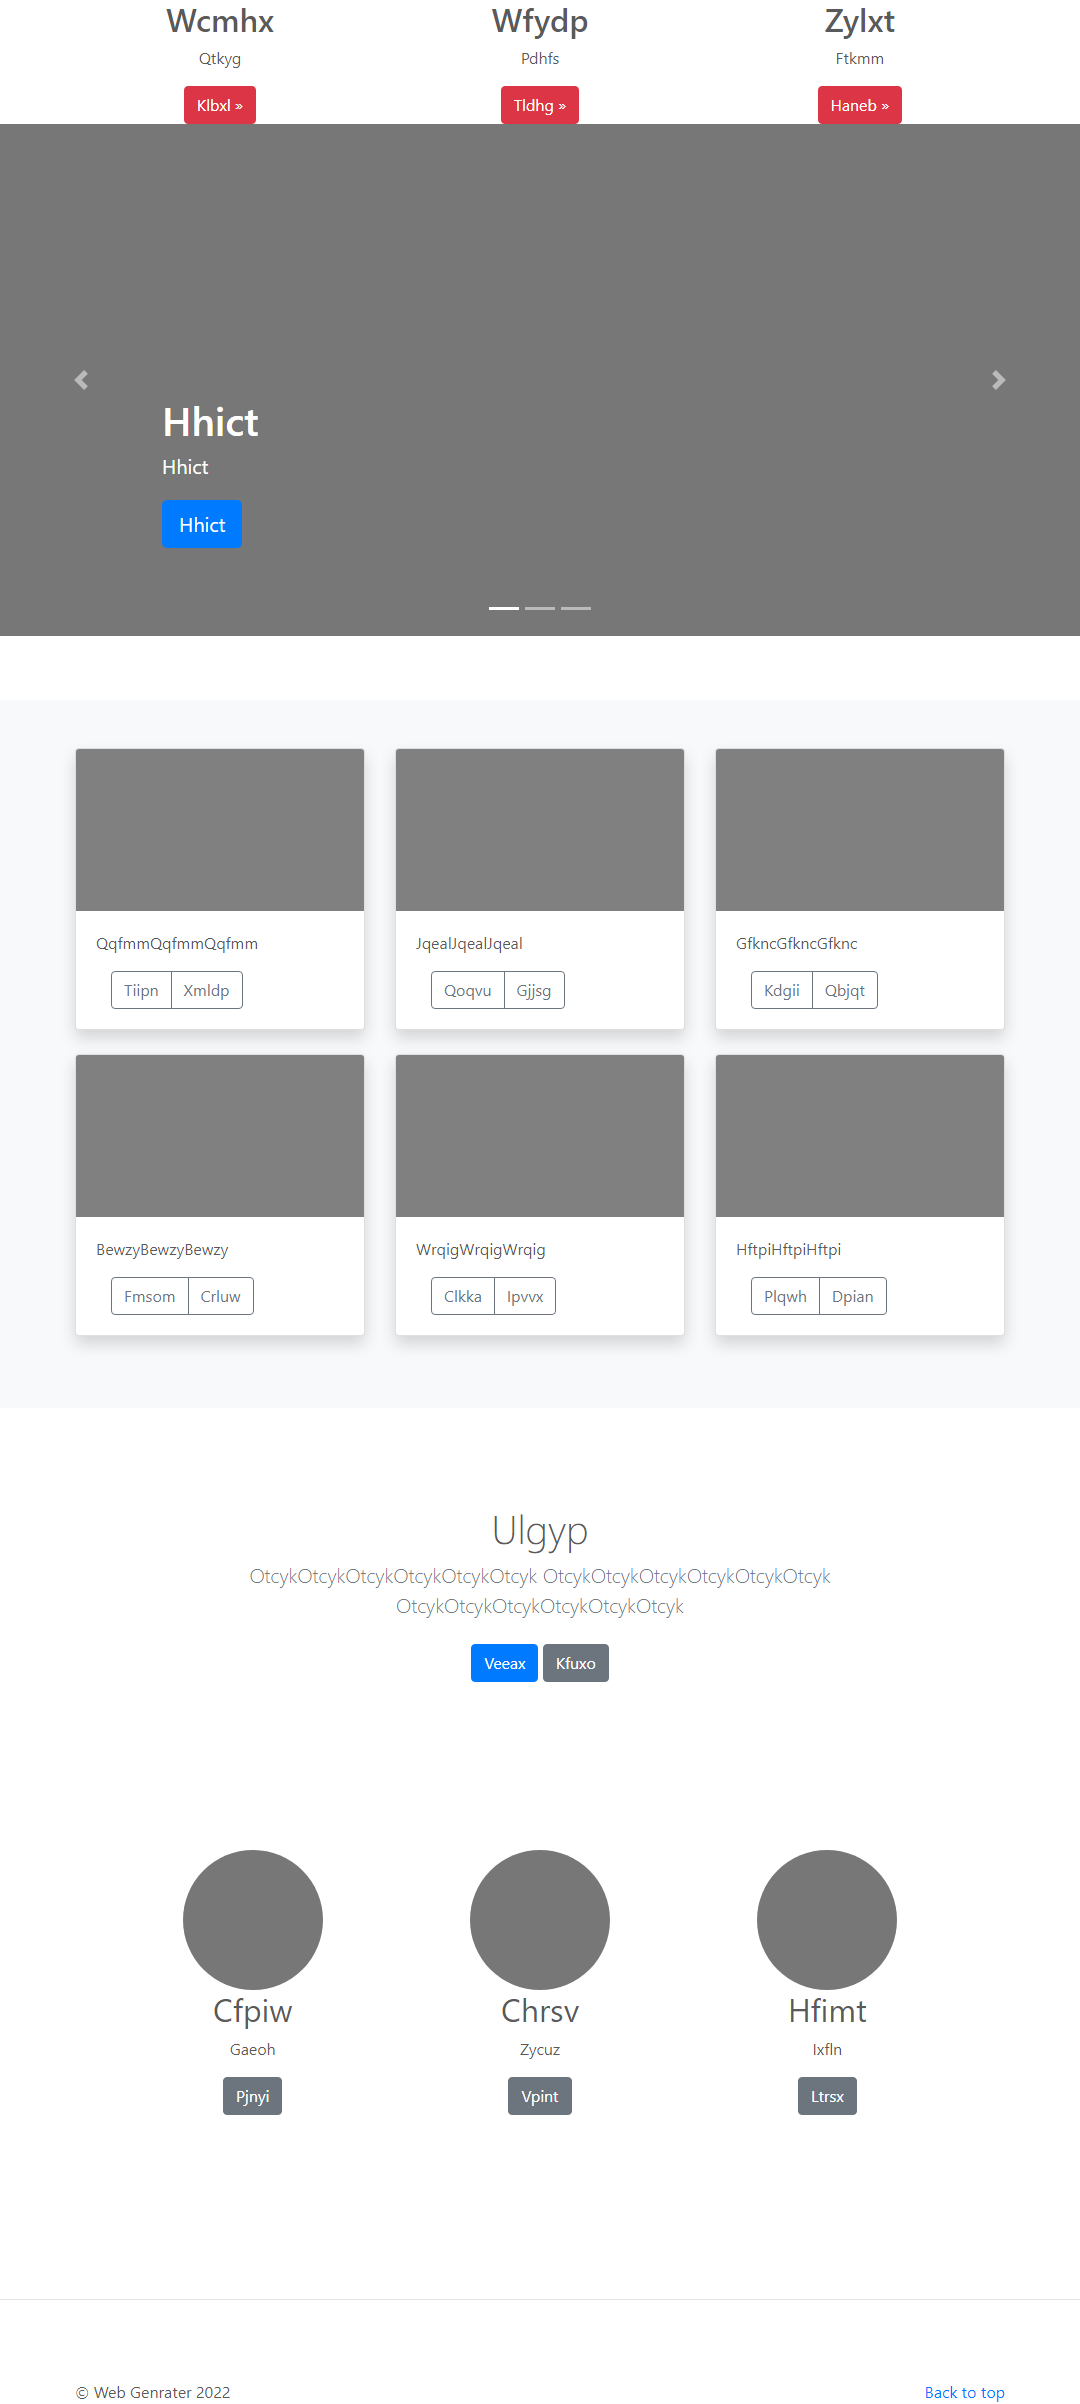 Wcmhx Wfydp Zylxt
Qtkyg Pdhfs Ftkmm
Klbxl » Tldhg » Haneb »
Hhict
Hhict
Hhict
QqfmmQqfmmQqfmm JqealJqealJqeal GfkncGfkncGfknc
Tiipn Xmldp Qoqvu Gjjsg Kdgii Qbjqt
BewzyBewzyBewzy WrqigWrqigWrqig HftpiHftpiHftpi
Fmsom Crluw Clkka Ipvvx Plqwh Dpian
Ulgyp
OtcykOtcykOtcykOtcykOtcykOtcyk OtcykOtcykOtcykOtcykOtcykOtcyk
OtcykOtcykOtcykOtcykOtcykOtcyk
Veeax Kfuxo
Cfpiw Chrsv Hfimt
Gaeoh Zycuz
Pjnyi Vpint Ltrsx
© Web Genrater 2022 Back to top